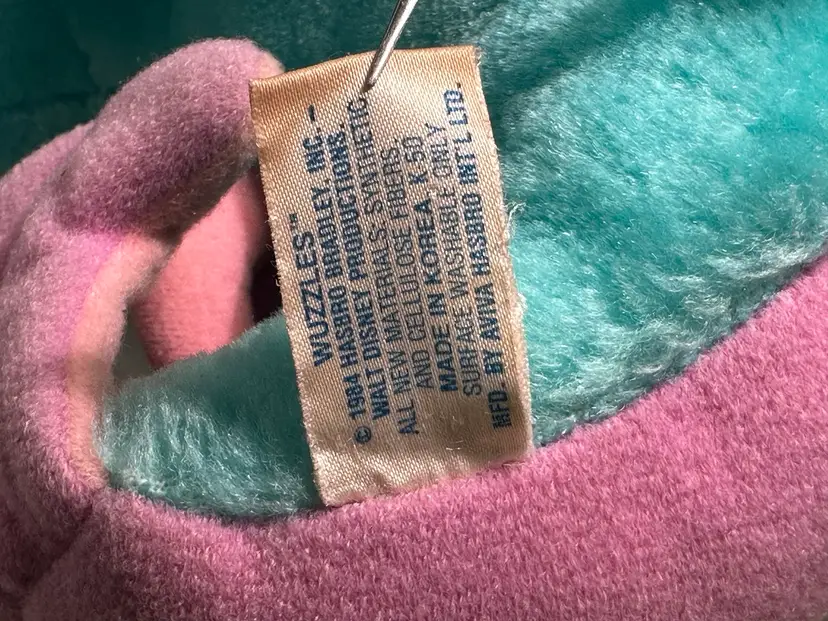 WUZZLES™
© 1984 HASBRO BRADLEY, INC.–
WALT DISNEY PRODUCTIONS.
ALL NEW MATERIALS. SYNTHETIC
AND CELLULOSE FIBERS.
MADE IN KOREA K 50
SURFACE WASHABLE ONLY
MFD. BY AVIVA HASBRO INT'L LTD.